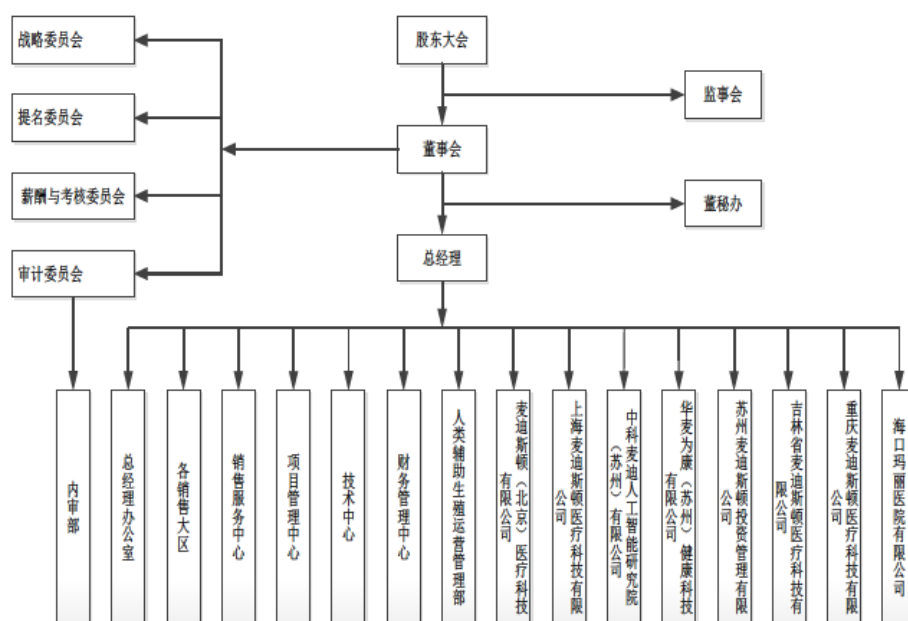 战略委员会
股东大会
监事会
提名委员会
董事会
薪酬与考核委员会
董秘办
总经理
审计委员会
内审部
总经理办公室
各销售大区
销售服务中心
项目管理中心
技术中心
财务管理中心
人类辅助生殖运营管理部
麦迪斯顿（北京）医疗科技
有限公司
上海麦迪斯顿医疗科技有限
公司
中科麦迪人工智能研究院
（苏州）有限公司
华麦为康（苏州）健康科技
有限公司
苏州麦迪斯顿投资管理有限
公司
吉林省麦迪斯顿医疗科技有
限公司
重庆麦迪斯顿医疗科技有限
公司
海口玛丽医院有限公司